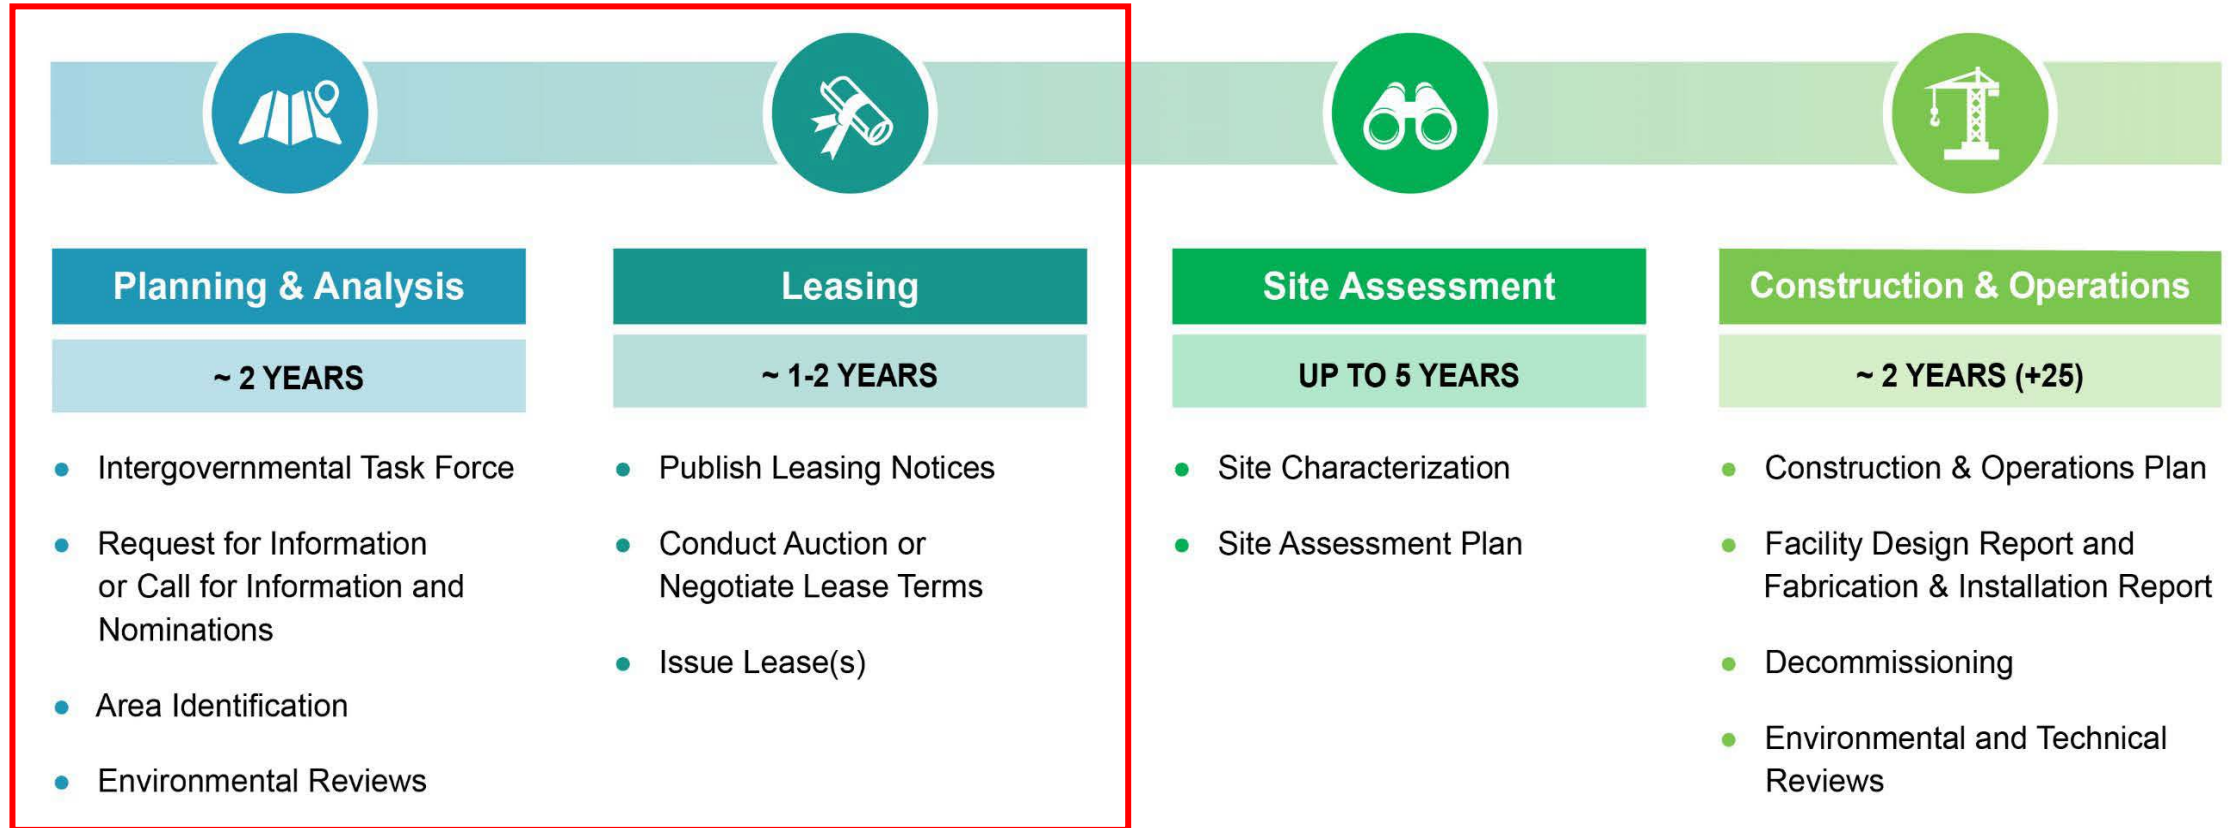 Planning & Analysis
~ 2 YEARS
Intergovernmental Task Force
Request for Information
or Call for Information and
Nominations
Area Identification
Environmental Reviews
Leasing
~ 1-2 YEARS
Publish Leasing Notices
Conduct Auction or
Negotiate Lease Terms
Issue Lease(s)
Site Assessment
UP TO 5 YEARS
Site Characterization
Site Assessment Plan
Construction & Operations
~ 2 YEARS (+25)
Construction & Operations Plan
Facility Design Report and
Fabrication & Installation Report
Decommissioning
Environmental and Technical
Reviews